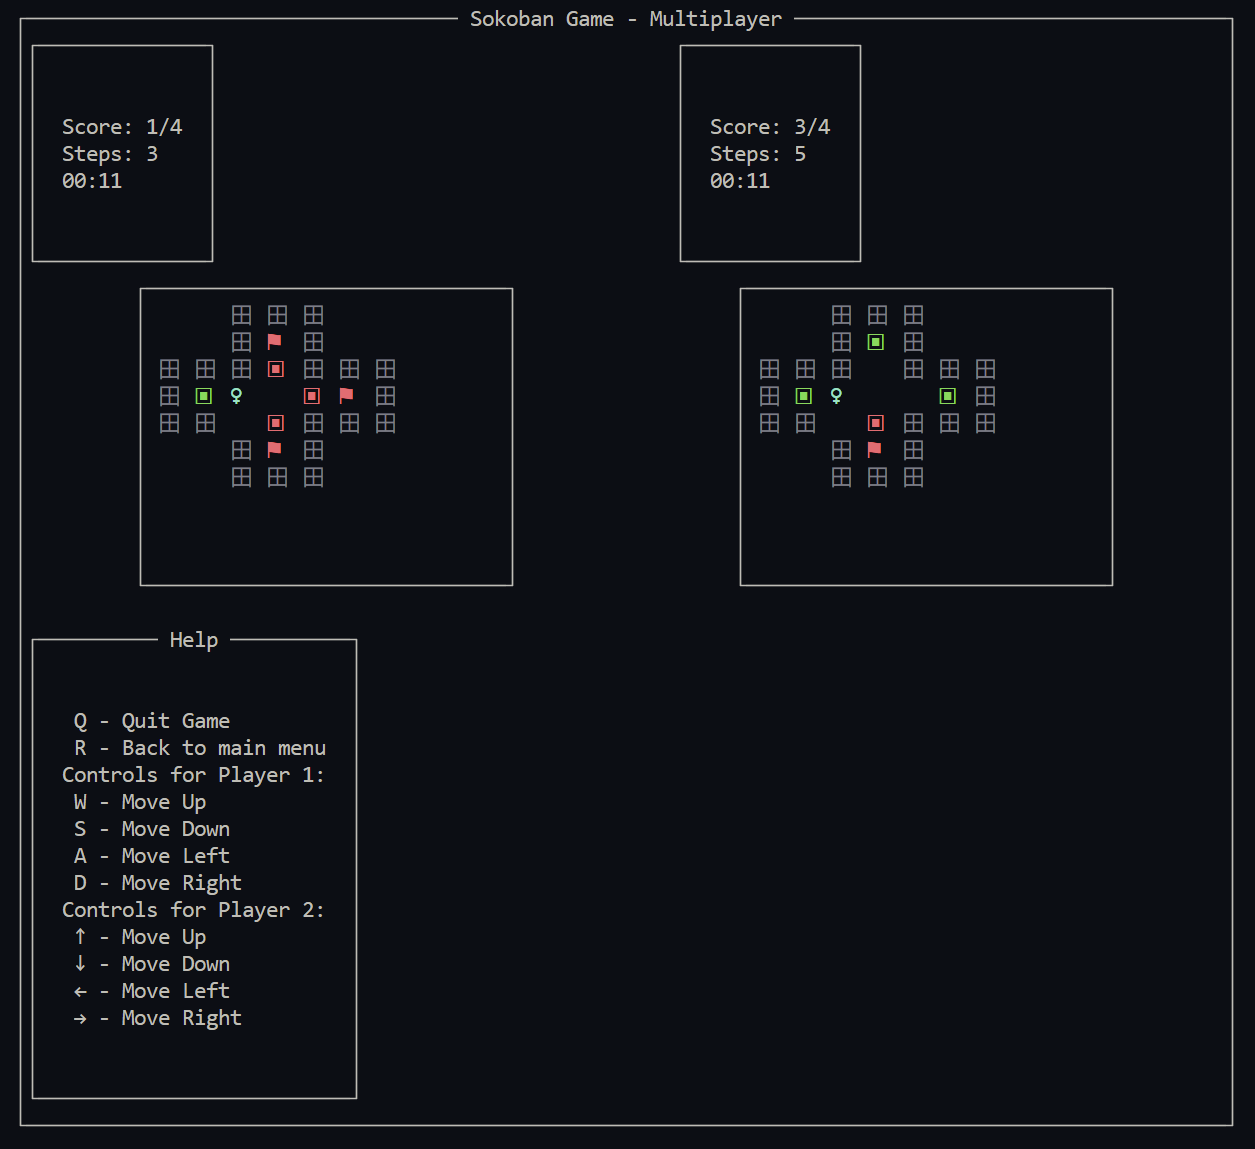 Sokoban Game - Multiplayer
Score: 1/4
Steps: 3
00:11
Score: 3/4
Steps: 5
00:11
Help
Q - Quit Game
R - Back to main menu
Controls for Player 1:
W - Move Up
S - Move Down
A - Move Left
D - Move Right
Controls for Player 2:
↑ - Move Up
↓ - Move Down
← - Move Left
→ - Move Right